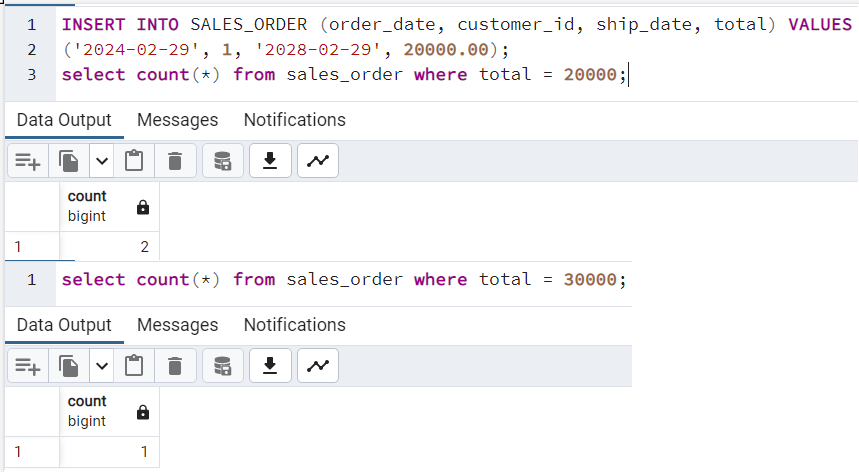 1 INSERT INTO SALES_ORDER (order_date, customer_id, ship_date, total) VALUES
2 ('2024-02-29', 1, '2028-02-29', 20000.00);
3 select count(*) from sales_order where total = 20000;
Data Output Messages Notifications
count
bigint
1 2
1 select count(*) from sales_order where total = 30000;
Data Output Messages Notifications
count
bigint
1 1